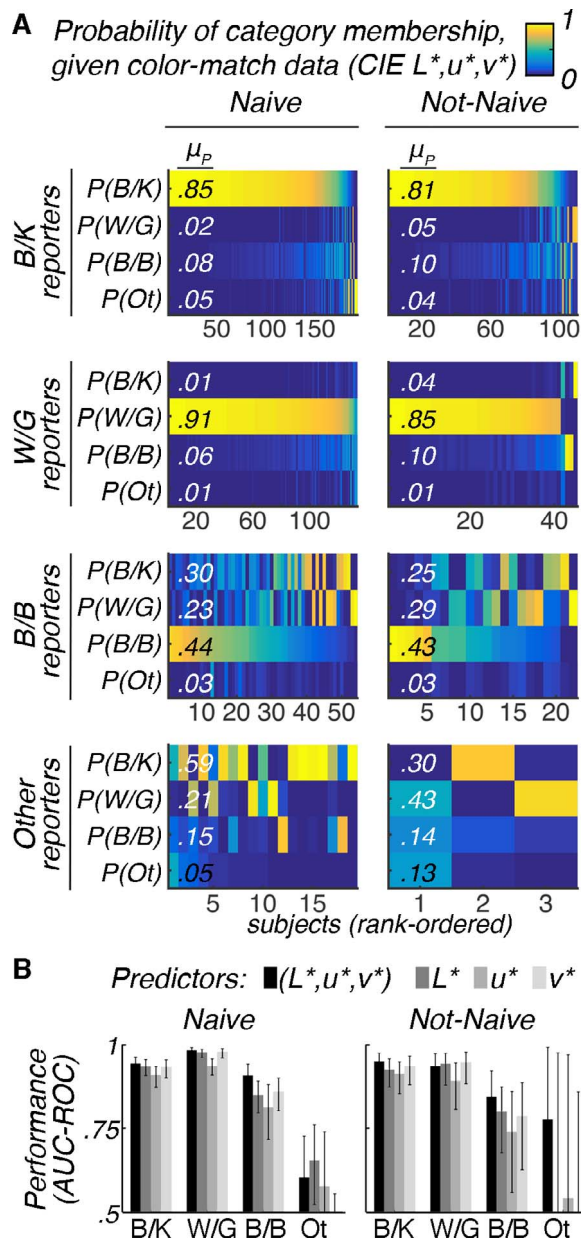 A Probability of category membership,
given color-match data (CIE L*,u*,v*)
1
0
Naive Not-Naive
μP μP
B/K reporters
P(B/K) .85 .81
P(W/G) .02 .05
P(B/B) .08 .10
P(Ot) .05 .04
50 100 150 20 60 100
W/G reporters
P(B/K) .01 .04
P(W/G) .91 .85
P(B/B) .06 .10
P(Ot) .01 .01
20 60 100 20 40
B/B reporters
P(B/K) .30 .25
P(W/G) .23 .29
P(B/B) .44 .43
P(Ot) .03 .03
10 20 30 40 50 5 10 15 20
Other reporters
P(B/K) .59 .30
P(W/G) .21 .43
P(B/B) .15 .14
P(Ot) .05 .13
5 10 15 1 2 3
subjects (rank-ordered)
B Predictors: (L*,u*,v*) L* u* v*
Naive Not-Naive
Performance (AUC-ROC)
1
.75
.5
B/K W/G B/B Ot B/K W/G B/B Ot